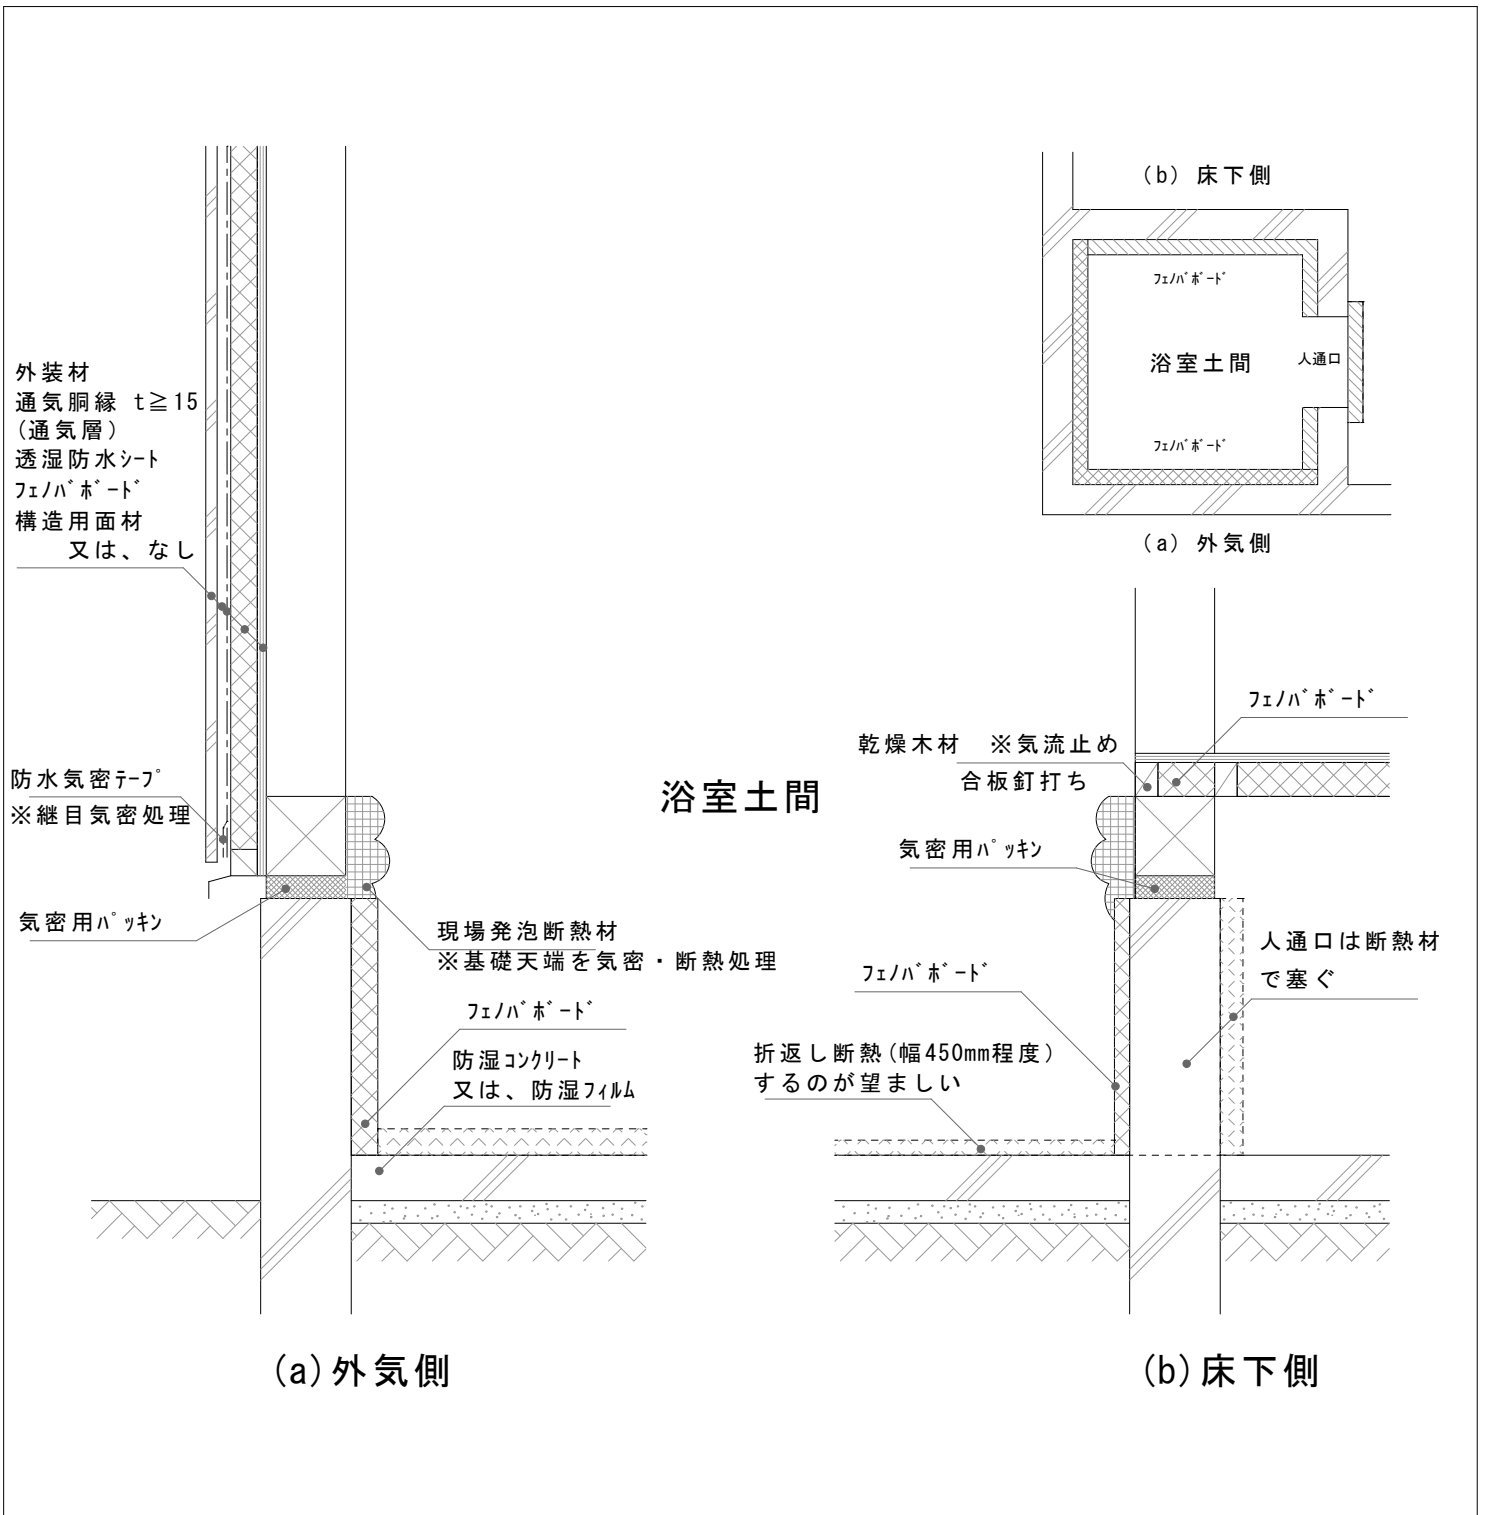 (b) 床下側
ﾌｪﾉﾊﾞﾎﾞｰﾄﾞ
浴室土間
人通口
ﾌｪﾉﾊﾞﾎﾞｰﾄﾞ
(a) 外気側
外装材
通気胴縁 t≧15
(通気層)
透湿防水ｼｰﾄ
ﾌｪﾉﾊﾞﾎﾞｰﾄﾞ
構造用面材
又は、なし
防水気密ﾃｰﾌﾟ
※継目気密処理
気密用ﾊﾟｯｷﾝ
現場発泡断熱材
※基礎天端を気密・断熱処理
ﾌｪﾉﾊﾞﾎﾞｰﾄﾞ
防湿ｺﾝｸﾘｰﾄ
又は、防湿ﾌｨﾙﾑ
浴室土間
ﾌｪﾉﾊﾞﾎﾞｰﾄﾞ
乾燥木材 ※気流止め
合板釘打ち
気密用ﾊﾟｯｷﾝ
ﾌｪﾉﾊﾞﾎﾞｰﾄﾞ
人通口は断熱材
で塞ぐ
折返し断熱(幅450mm程度)
するのが望ましい
(a)外気側
(b)床下側